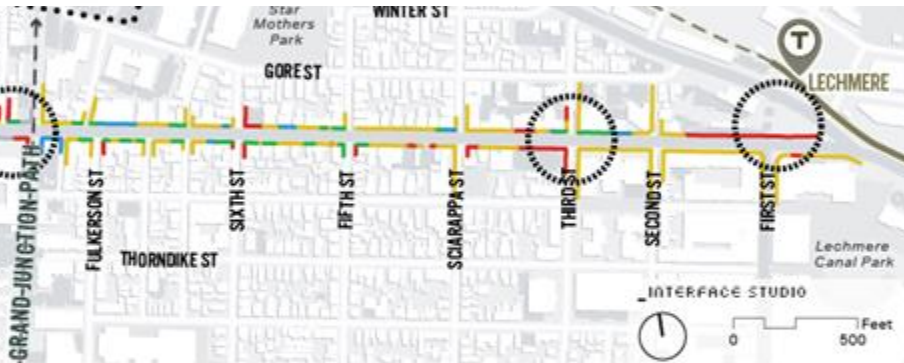 WINTER ST
Star
Mothers
Park
GORE ST
T
LECHMERE
GRAND-JUNCTION-PATH
FULKERSON ST
SIXTH ST
FIFTH ST
SCIARAPPA ST
THIRD ST
SECOND ST
FIRST ST
THORNDIKE ST
Lechmere
Canal Park
_INTERFACE STUDIO
0 500 Feet